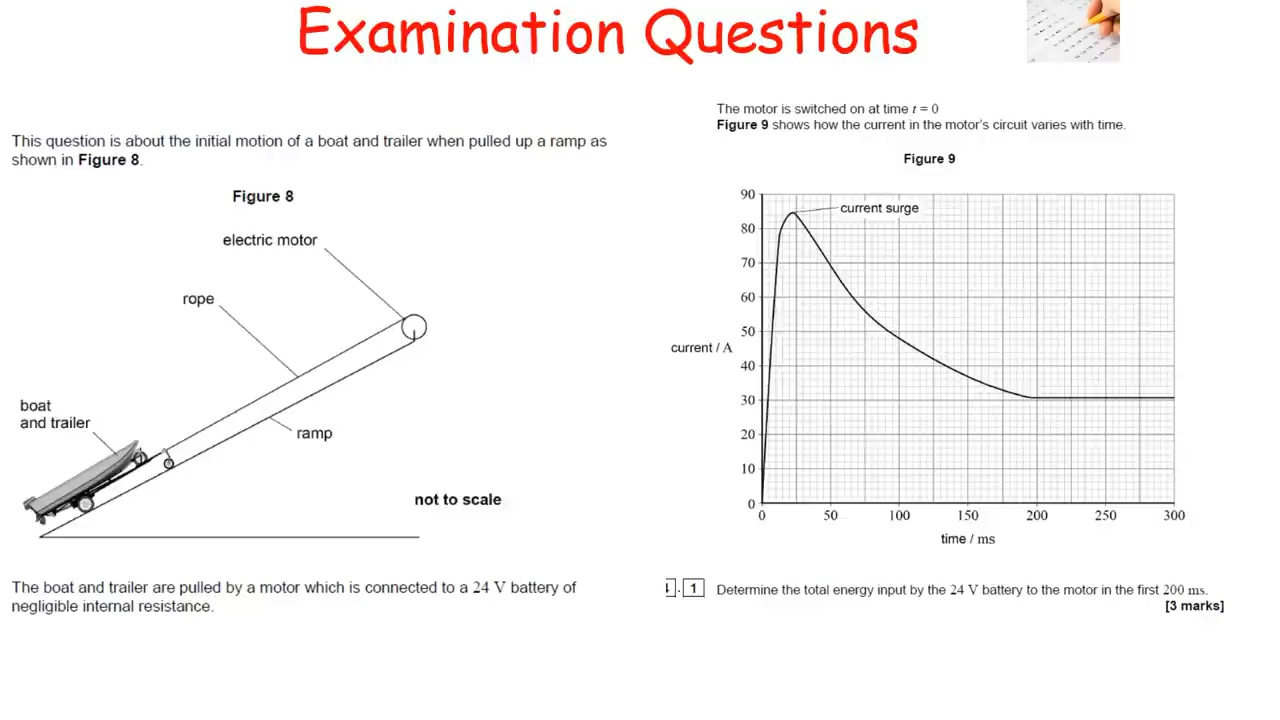 Examination Questions
This question is about the initial motion of a boat and trailer when pulled up a ramp as
shown in Figure 8.
Figure 8
electric motor
rope
boat
and trailer
ramp
not to scale
The boat and trailer are pulled by a motor which is connected to a 24 V battery of
negligible internal resistance.
The motor is switched on at time t = 0
Figure 9 shows how the current in the motor's circuit varies with time.
Figure 9
90
80
70
60
50
40
30
20
10
0
current / A
current surge
0 50 100 150 200 250 300
time / ms
. 1 Determine the total energy input by the 24 V battery to the motor in the first 200 ms.
[3 marks]